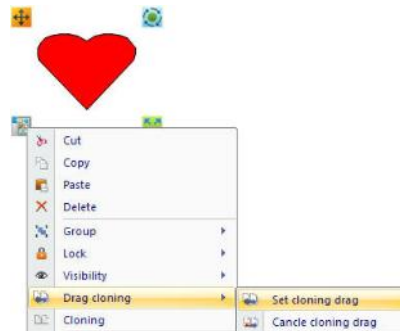 Cut
Copy
Paste
Delete
Group
Lock
Visibility
Drag cloning
Set cloning drag
Cloning
Cancle cloning drag